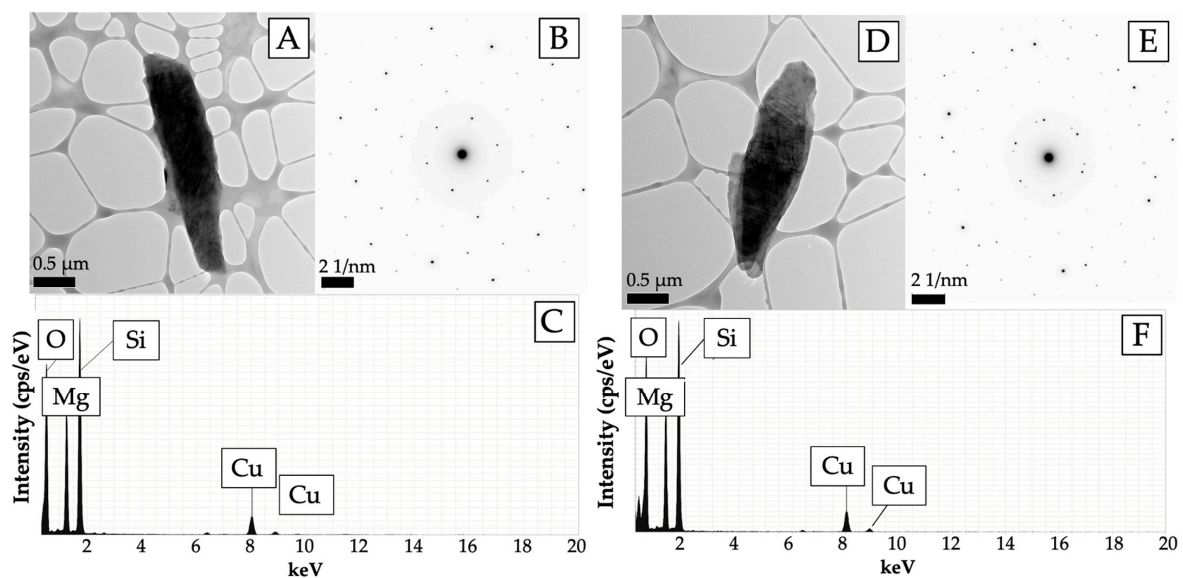 A
B
D
E
0.5 µm
2 1/nm
0.5 µm
2 1/nm
C
O
Si
Mg
Cu
Cu
Intensity (cps/eV)
2 4 6 8 10 12 14 16 18 20
keV
F
O
Si
Mg
Cu
Cu
Intensity (cps/eV)
2 4 6 8 10 12 14 16 18 20
keV